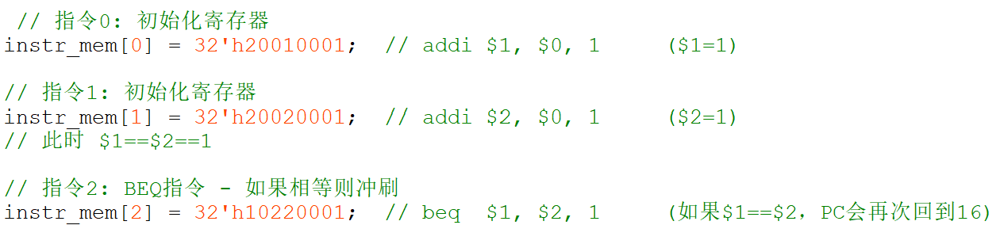 // 指令0: 初始化寄存器
instr_mem[0] = 32'h20010001;  // addi $1, $0, 1     ($1=1)
// 指令1: 初始化寄存器
instr_mem[1] = 32'h20020001;  // addi $2, $0, 1     ($2=1)
// 此时 $1==$2==1
// 指令2: BEQ指令 - 如果相等则冲刷
instr_mem[2] = 32'h10220001;  // beq  $1, $2, 1     (如果$1==$2，PC会再次回到16)